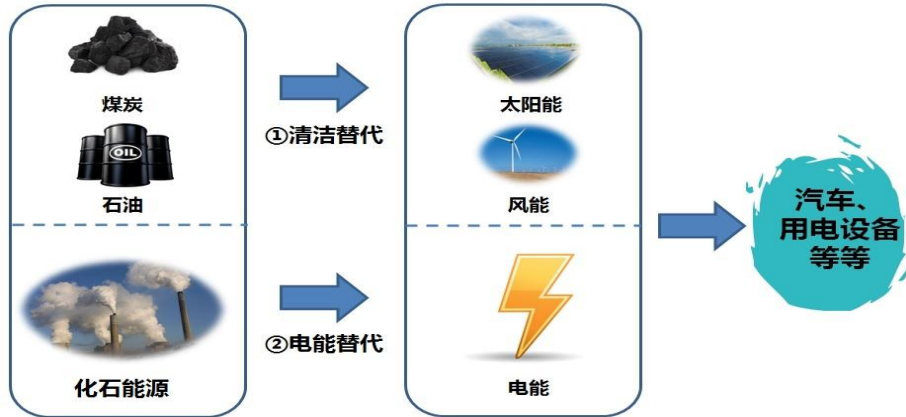 煤炭
OIL
石油
化石能源
①清洁替代
②电能替代
太阳能
风能
电能
汽车、
用电设备
等等